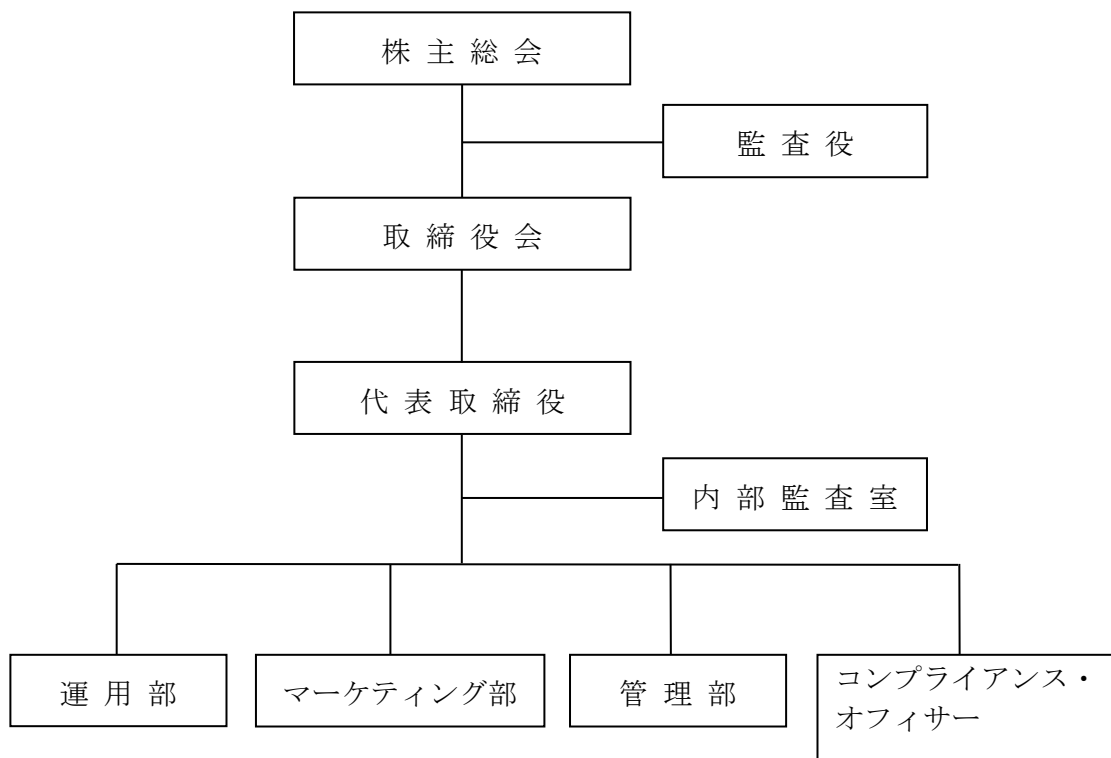 株主総会
監査役
取締役会
代表取締役
内部監査室
運用部
マーケティング部
管理部
コンプライアンス・
オフィサー